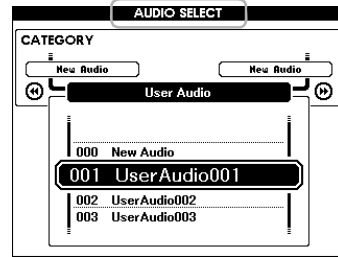 AUDIO SELECT
CATEGORY
New Audio
New Audio
User Audio
000 New Audio
001 UserAudio001
002 UserAudio002
003 UserAudio003